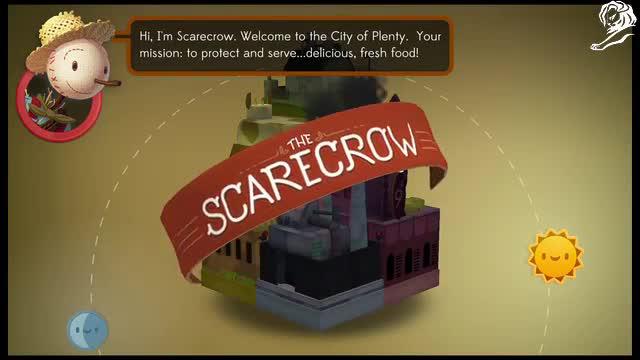 Hi, I'm Scarecrow. Welcome to the City of Plenty. Your
mission: to protect and serve...delicious, fresh food!
THE
SCARECROW